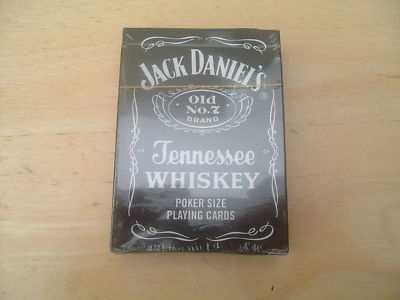 JACK DANIEL'S
Old
No.7
BRAND
®
Tennessee
WHISKEY
POKER SIZE
PLAYING CARDS